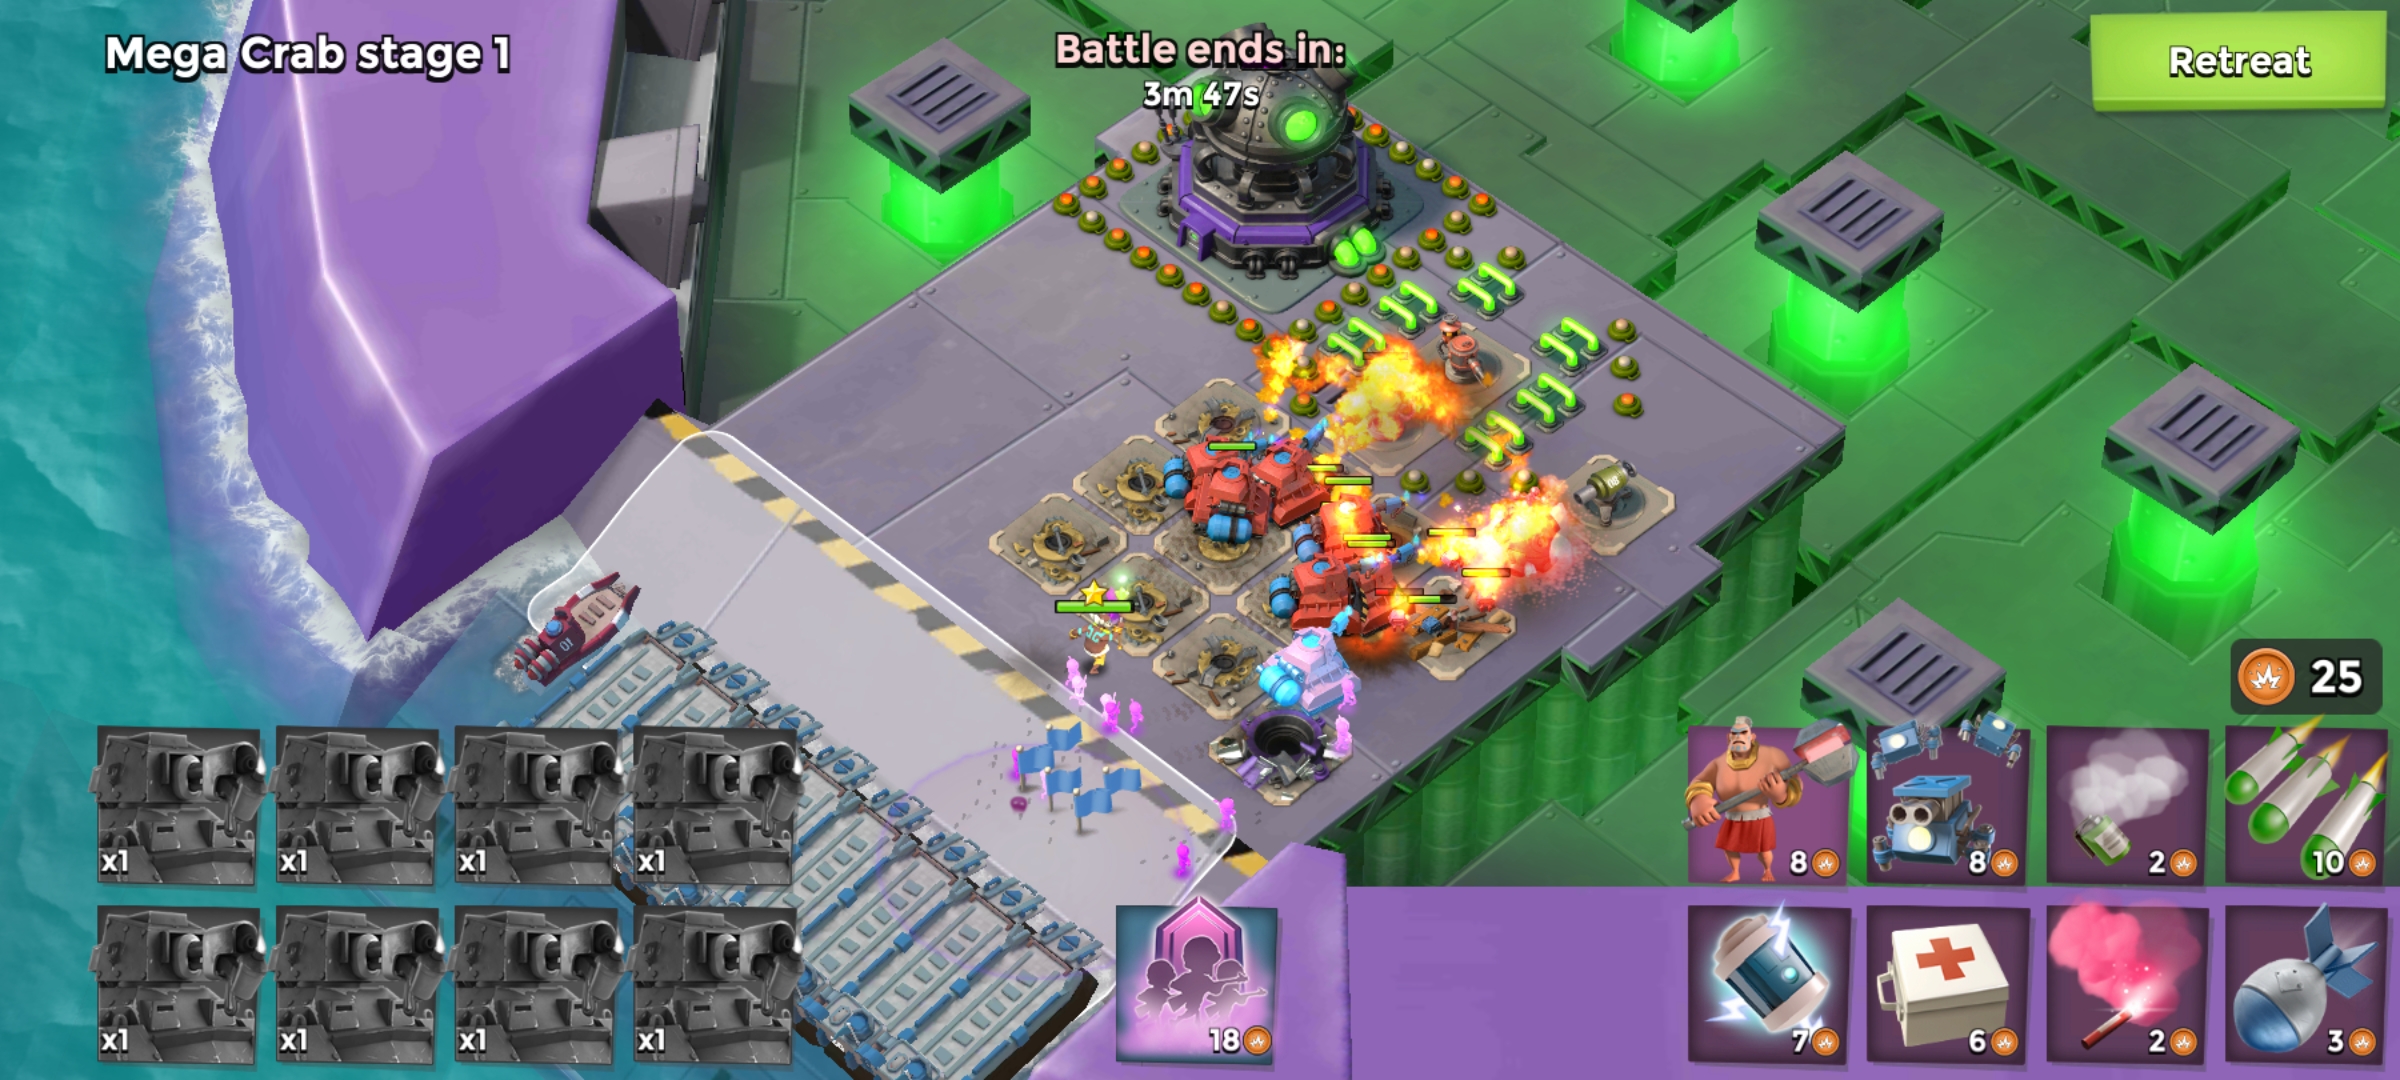 Mega Crab stage 1
Battle ends in:
3m 47s
Retreat
25
x1
x1
x1
x1
8
8
2
10
x1
x1
x1
x1
18
7
6
2
3